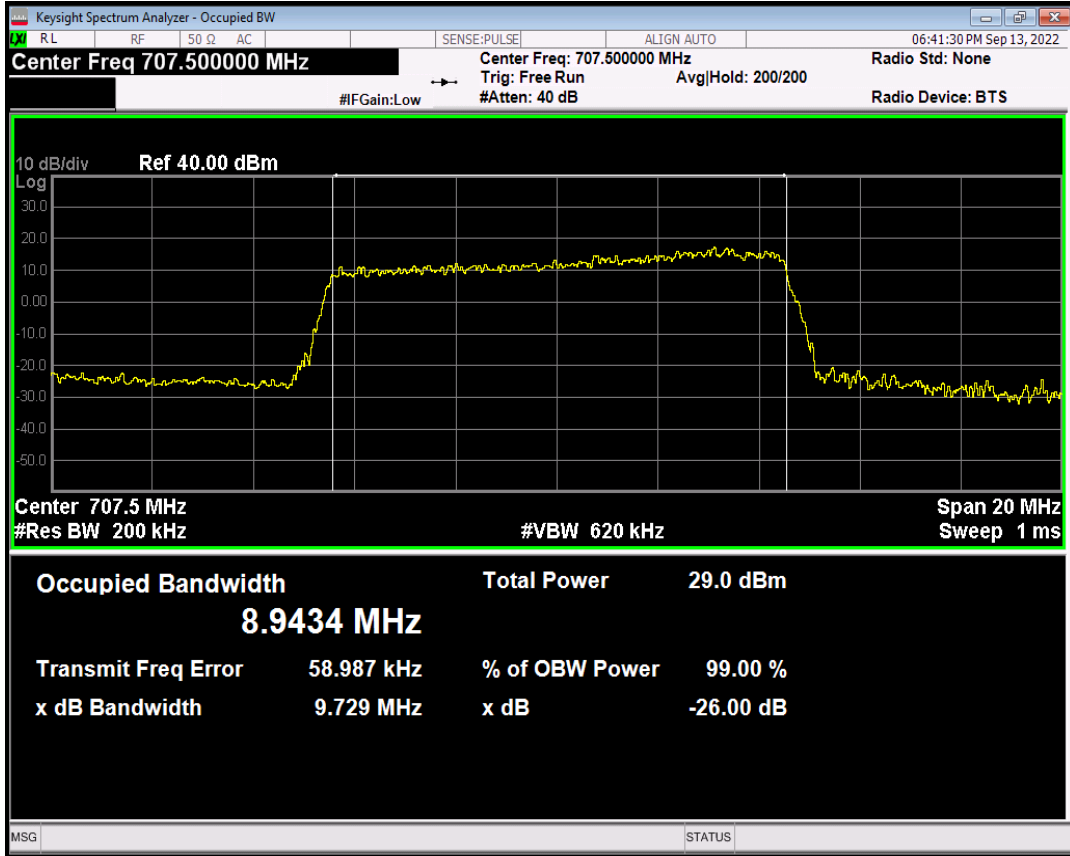 Keysight Spectrum Analyzer - Occupied BW
LXI RL RF 50 Ω AC SENSE:PULSE ALIGN AUTO 06:41:30 PM Sep 13, 2022
Center Freq 707.500000 MHz Center Freq: 707.500000 MHz Radio Std: None
Trig: Free Run Avg|Hold: 200/200
#IFGain:Low #Atten: 40 dB Radio Device: BTS
10 dB/div Ref 40.00 dBm
Log
30.0
20.0
10.0
0.00
-10.0
-20.0
-30.0
-40.0
-50.0
Center 707.5 MHz Span 20 MHz
#Res BW 200 kHz #VBW 620 kHz Sweep 1 ms
Occupied Bandwidth Total Power 29.0 dBm
8.9434 MHz
Transmit Freq Error 58.987 kHz % of OBW Power 99.00 %
x dB Bandwidth 9.729 MHz x dB -26.00 dB
MSG STATUS